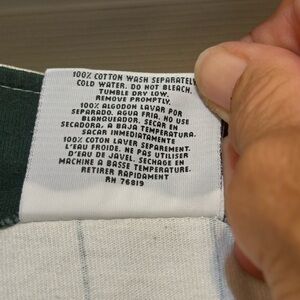 100% COTTON WASH SEPARATELY
COLD WATER. DO NOT BLEACH.
TUMBLE DRY LOW.
REMOVE PROMPTLY.
100% ALGODON LAVAR POR
SEPARADO. AGUA FRIA. NO USE
BLANQUEADOR. SECAR EN
SECADORA, A BAJA TEMPERATURA.
SACAR INMEDIATAMENTE
100% COTON LAVER SEPAREMENT.
L'EAU FROIDE. NE PAS UTILISER
D'EAU DE JAVEL. SECHAGE EN
MACHINE A BASSE TEMPERATURE.
RETIRER RAPIDAMENT
RN 76819